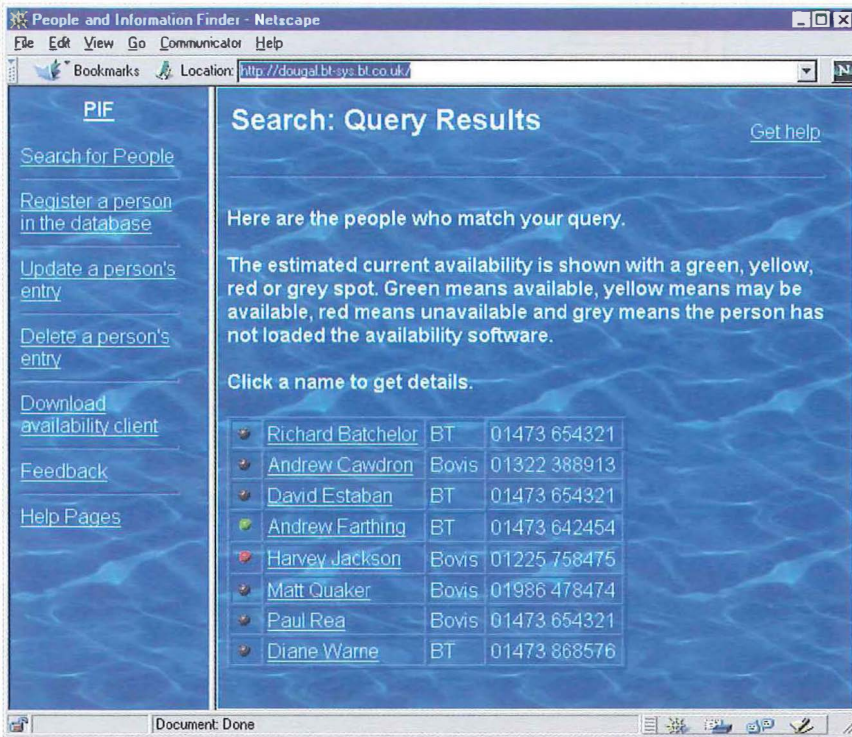 People and Information Finder - Netscape
File Edit View Go Communicator Help
Bookmarks Location: http://dougal.bt-sys.bt.co.uk/
N
PIF
Search for People
Register a person
in the database
Update a person's
entry
Delete a person's
entry
Download
availability client
Feedback
Help Pages
Search: Query Results
Get help
Here are the people who match your query.
The estimated current availability is shown with a green, yellow,
red or grey spot. Green means available, yellow means may be
available, red means unavailable and grey means the person has
not loaded the availability software.
Click a name to get details.
Richard Batchelor BT 01473 654321
Andrew Cawdron Bovis 01322 388913
David Estaban BT 01473 654321
Andrew Farthing BT 01473 642454
Harvey Jackson Bovis 01225 758475
Matt Quaker Bovis 01986 478474
Paul Rea Bovis 01473 654321
Diane Warne BT 01473 868576
Document: Done